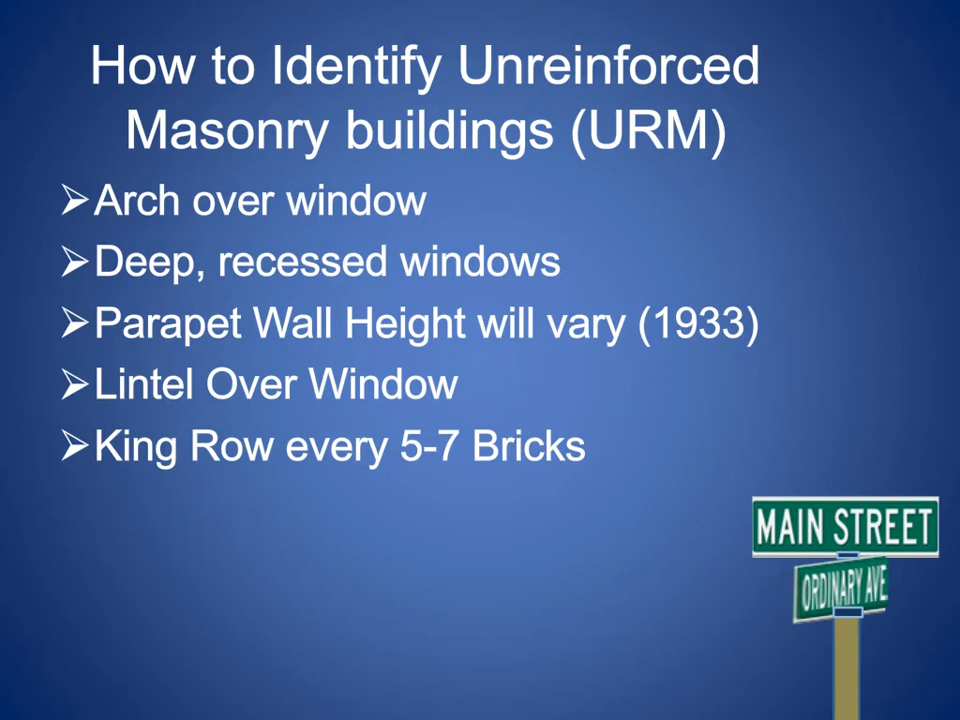 How to Identify Unreinforced
Masonry buildings (URM)
➢Arch over window
➢Deep, recessed windows
➢Parapet Wall Height will vary (1933)
➢Lintel Over Window
➢King Row every 5-7 Bricks
MAIN STREET
ORDINARY AVE